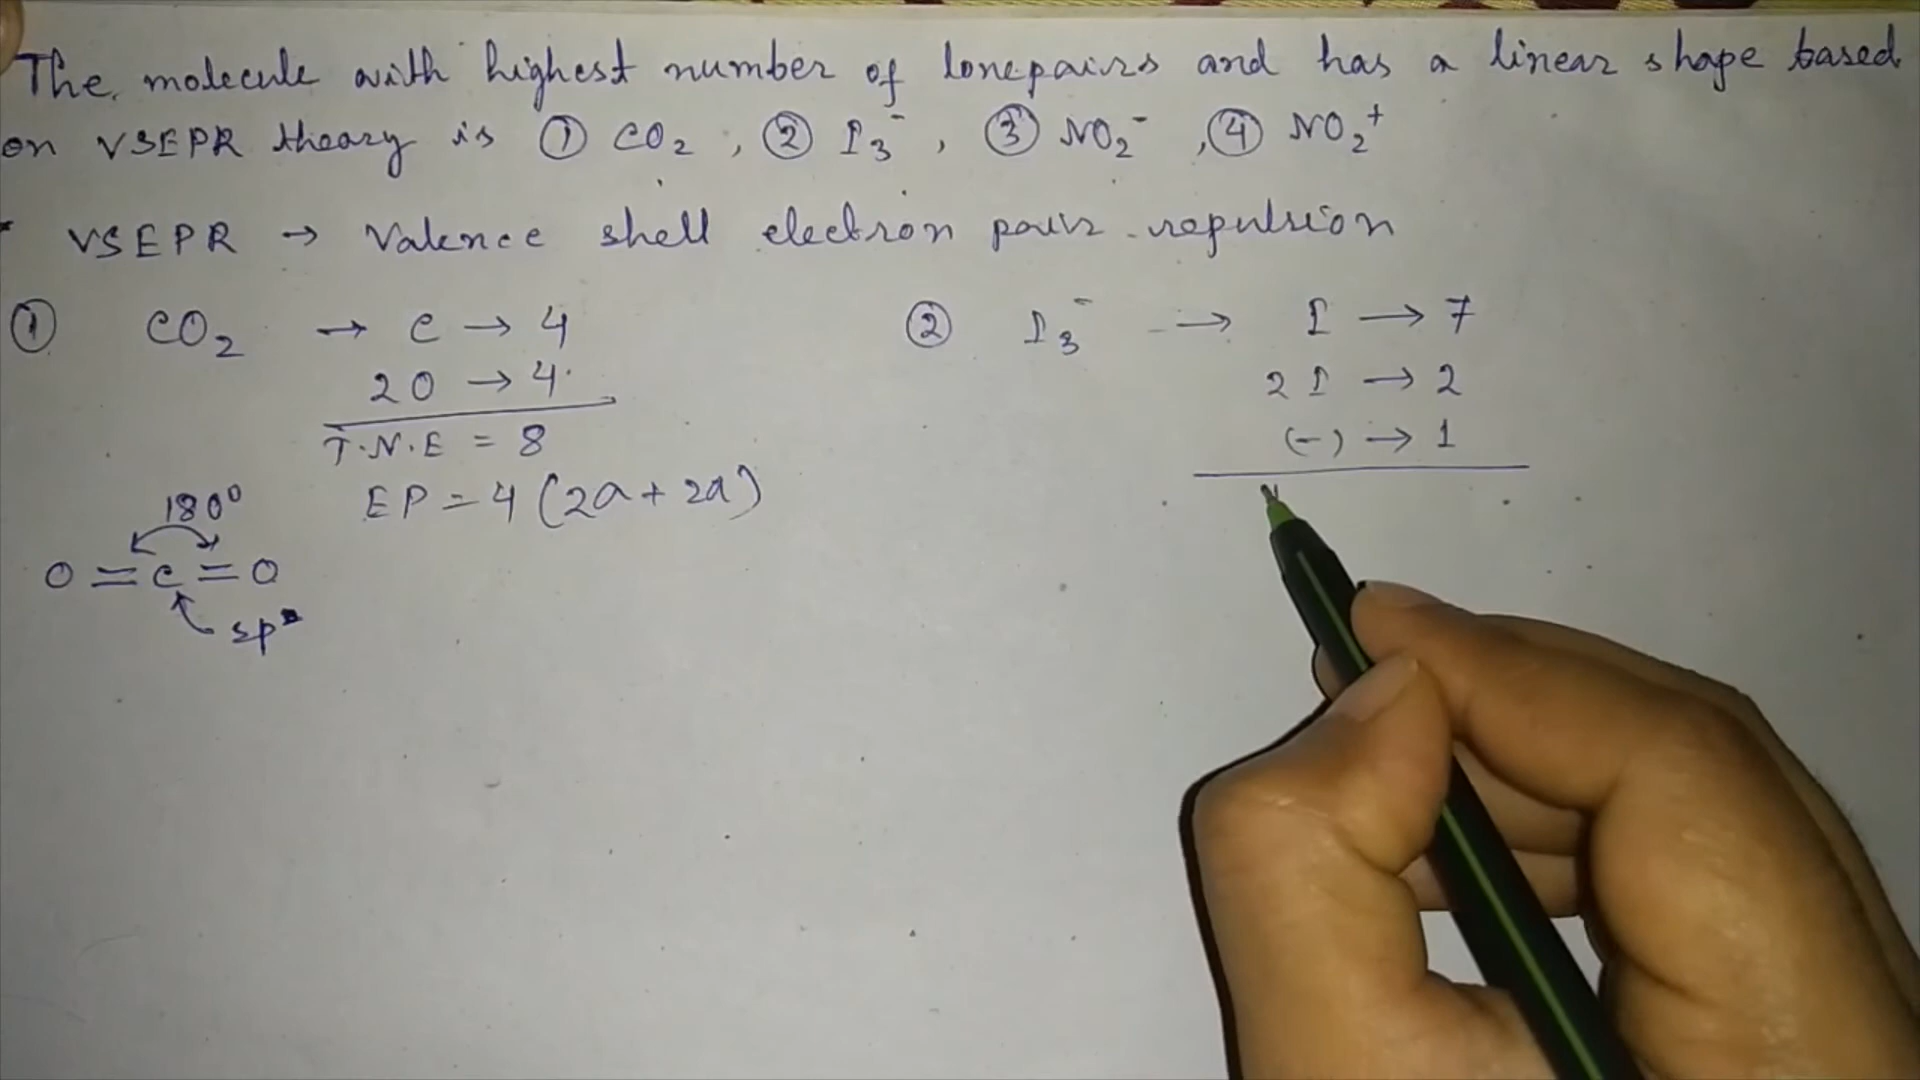 The molecule with highest number of lonepairs and has a linear shape based
on VSEPR theory is ① CO₂ , ② I₃⁻ , ③ NO₂⁻ , ④ NO₂⁺
VSEPR → Valence shell electron pair repulsion
① CO₂ → C → 4
2O → 4
T.N.E = 8
EP = 4 (2σ + 2π)
180°
O = C = O
sp
② I₃⁻ → I → 7
2I → 2
(-) → 1